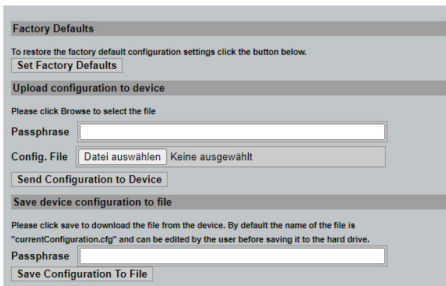 Factory Defaults
To restore the factory default configuration settings click the button below.
Set Factory Defaults
Upload configuration to device
Please click Browse to select the file
Passphrase
Config. File Datei auswählen Keine ausgewählt
Send Configuration to Device
Save device configuration to file
Please click save to download the file from the device. By default the name of the file is
"currentConfiguration.cfg" and can be edited by the user before saving it to the hard drive.
Passphrase
Save Configuration To File